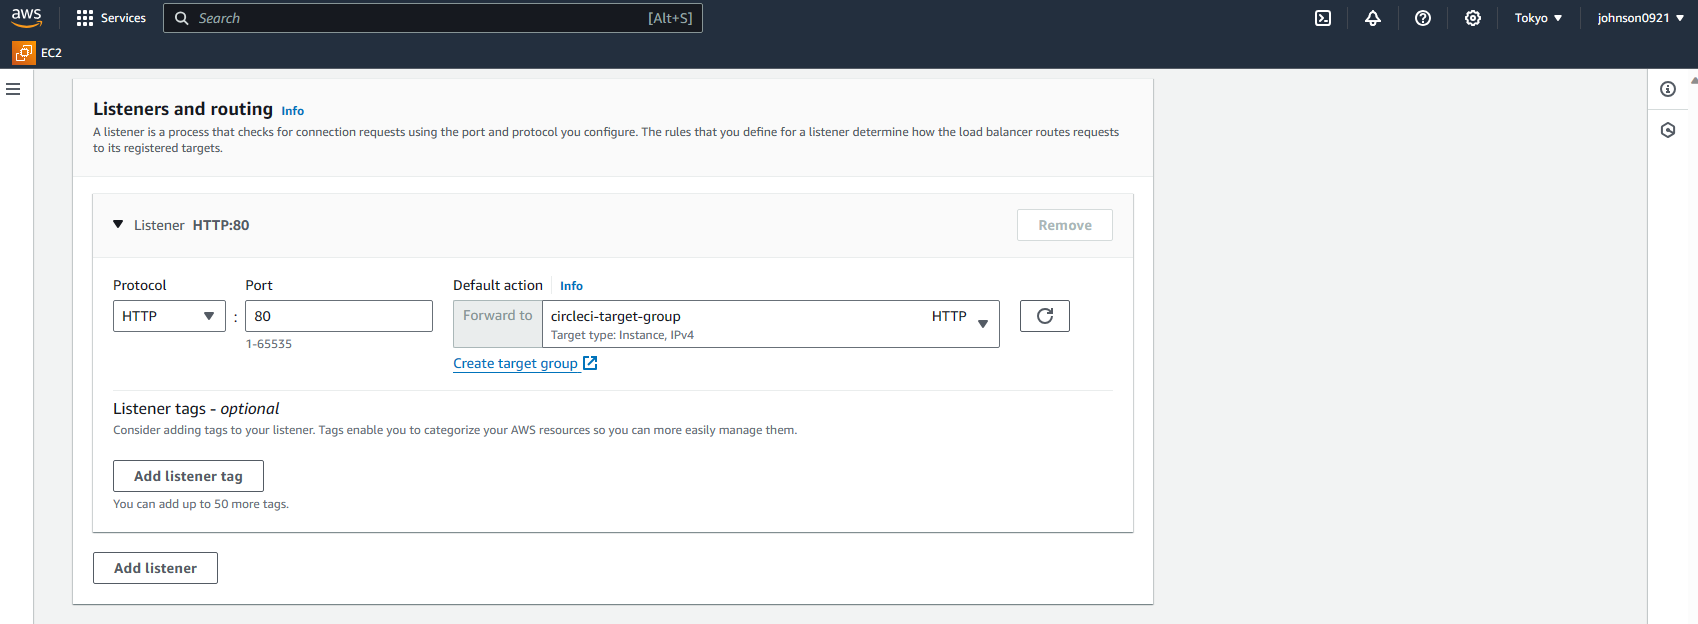 aws
Services
Search [Alt+S]
Tokyo
johnson0921
EC2
Listeners and routing Info
A listener is a process that checks for connection requests using the port and protocol you configure. The rules that you define for a listener determine how the load balancer routes requests
to its registered targets.
Listener HTTP:80
Remove
Protocol
Port
Default action
Info
HTTP
:
80
Forward to
circleci-target-group
HTTP
Target type: Instance, IPv4
1-65535
Create target group
Listener tags - optional
Consider adding tags to your listener. Tags enable you to categorize your AWS resources so you can more easily manage them.
Add listener tag
You can add up to 50 more tags.
Add listener